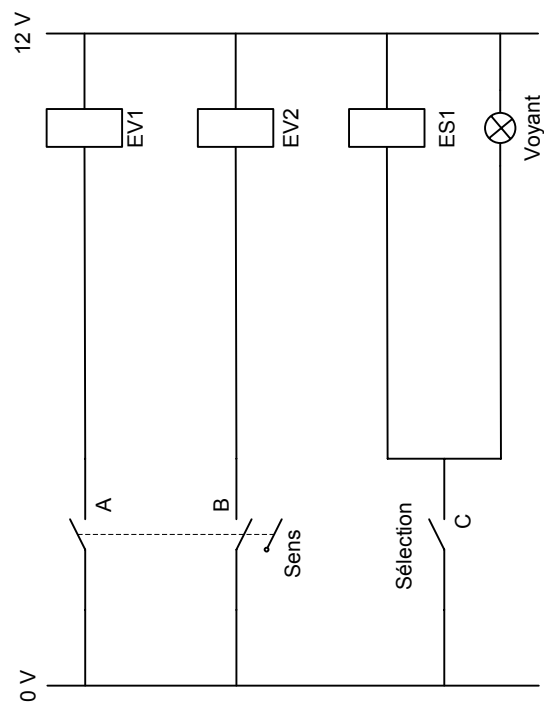 12 V
EV1
EV2
ES1
Voyant
A
B
Sens
Sélection
C
0 V